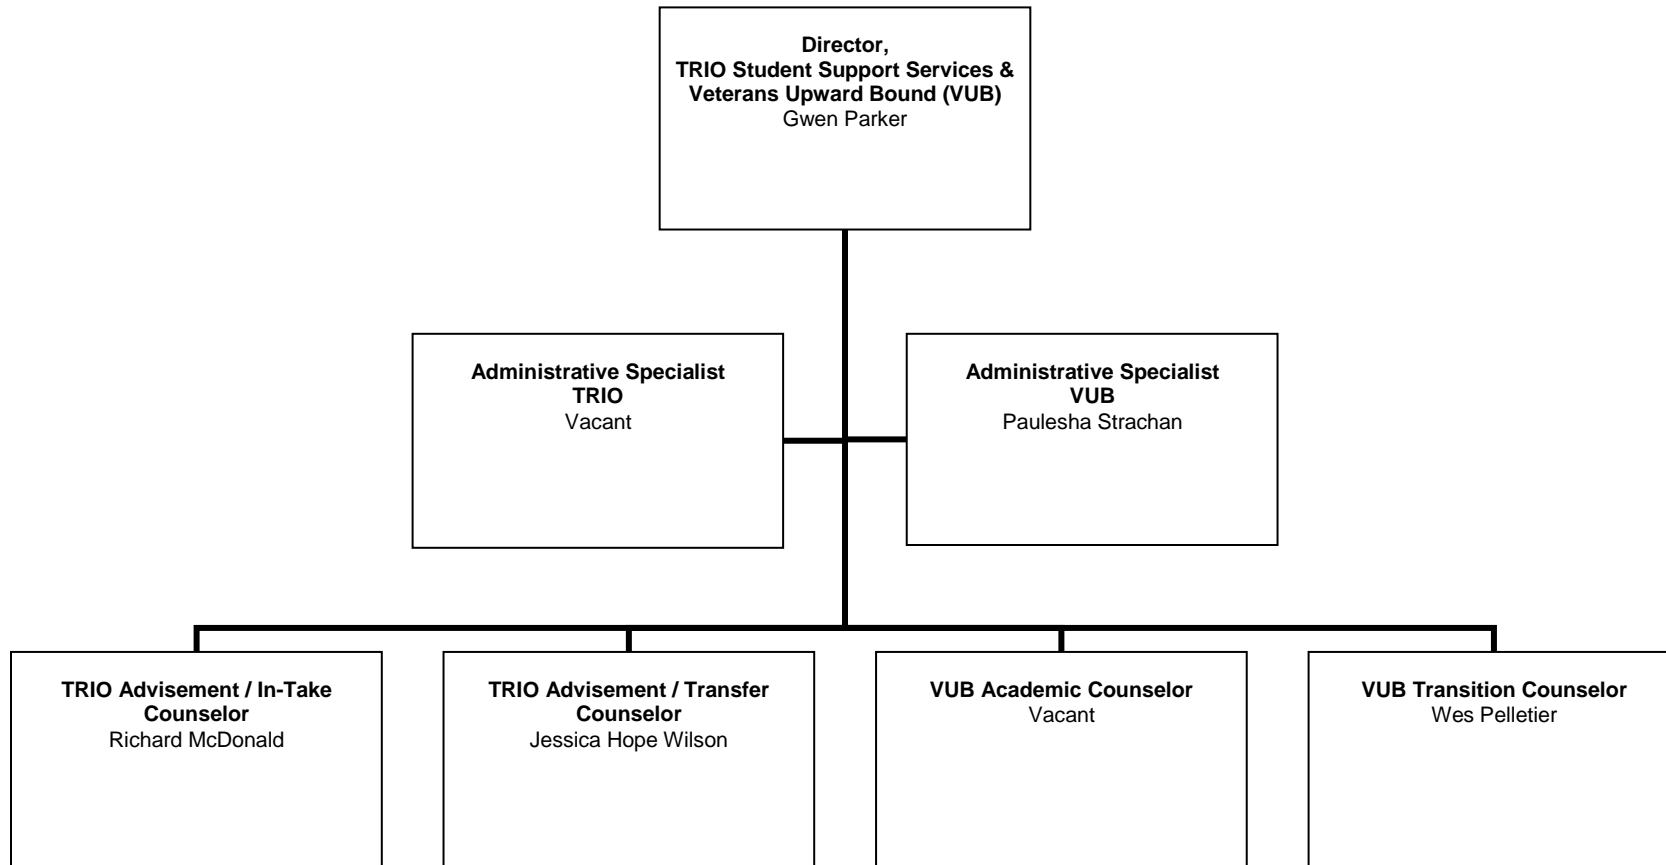 Director,
TRIO Student Support Services &
Veterans Upward Bound (VUB)
Gwen Parker
Administrative Specialist
TRIO
Vacant
Administrative Specialist
VUB
Paulesha Strachan
TRIO Advisement / In-Take
Counselor
Richard McDonald
TRIO Advisement / Transfer
Counselor
Jessica Hope Wilson
VUB Academic Counselor
Vacant
VUB Transition Counselor
Wes Pelletier